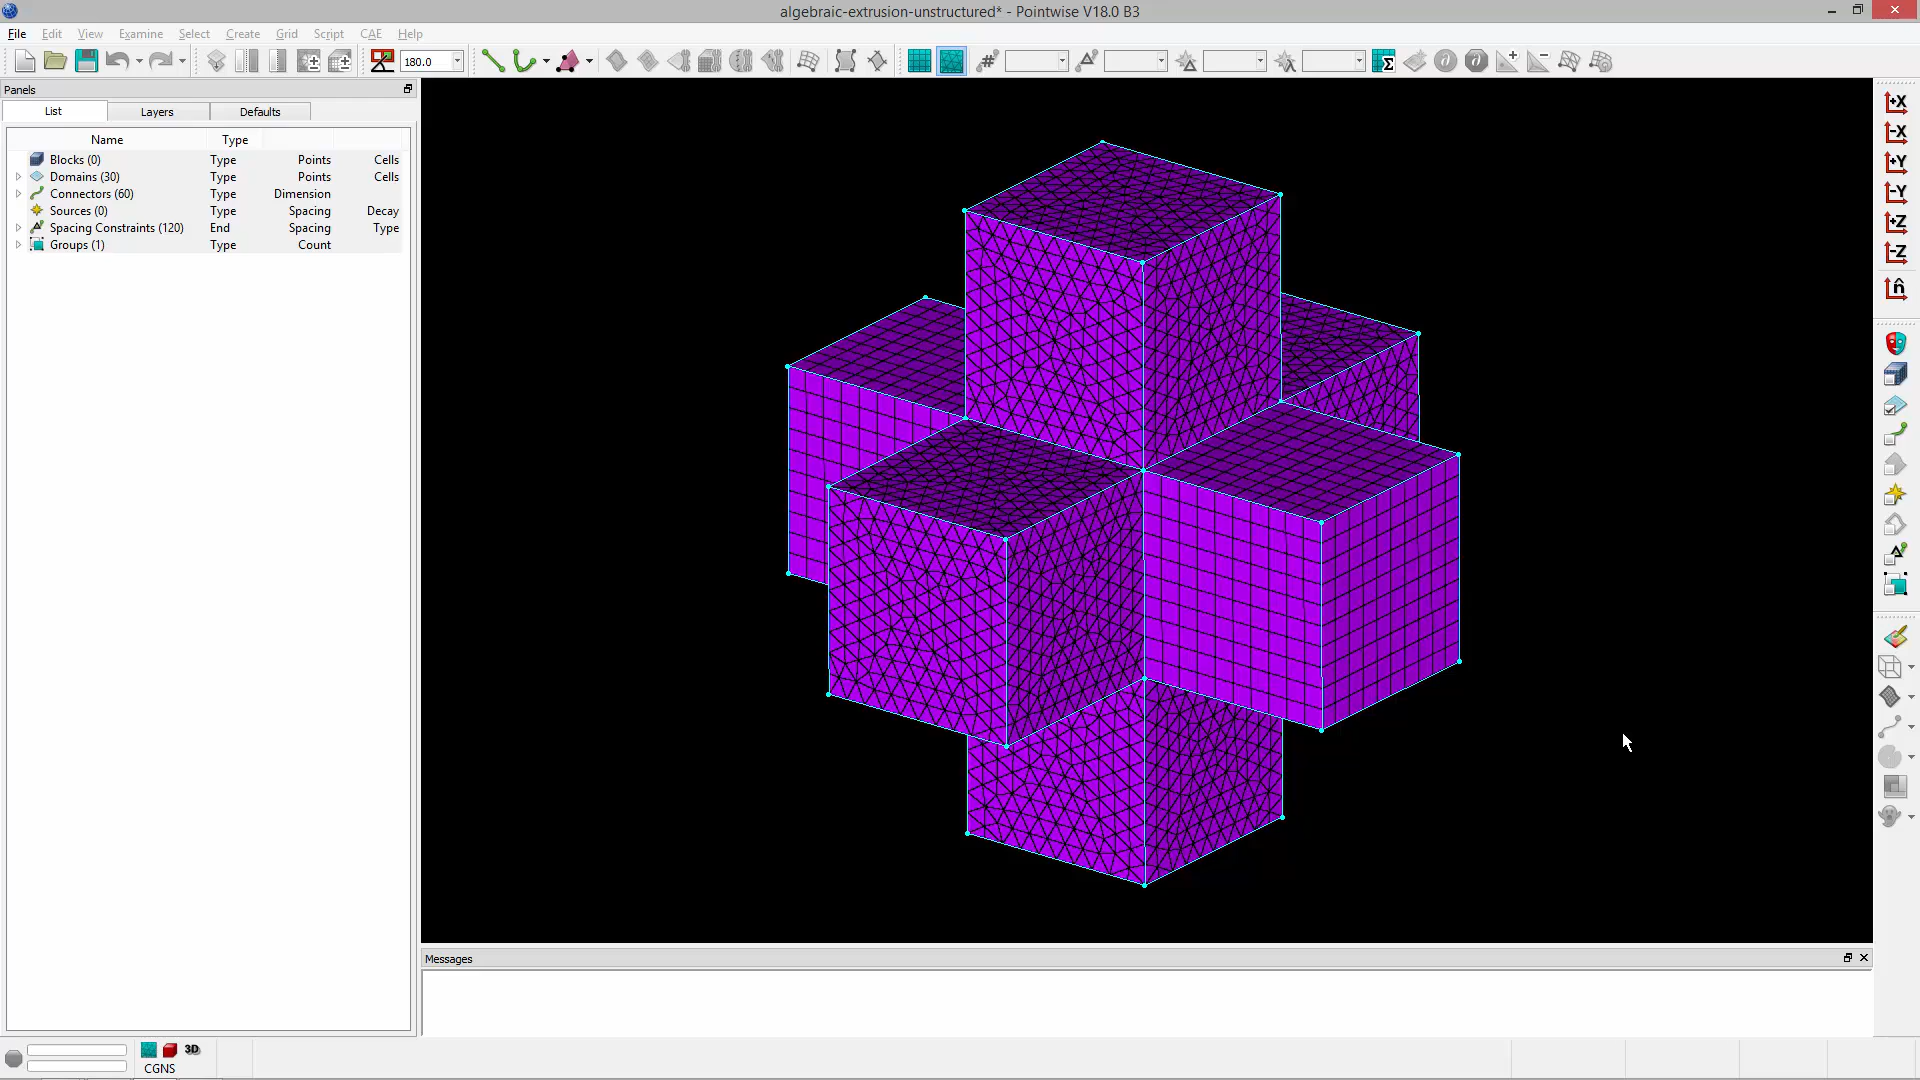 algebraic-extrusion-unstructured* - Pointwise V18.0 B3
File Edit View Examine Select Create Grid Script CAE Help
180.0
Panels
List Layers Defaults
Name Type
Blocks (0) Type Points Cells
Domains (30) Type Points Cells
Connectors (60) Type Dimension
Sources (0) Type Spacing Decay
Spacing Constraints (120) End Spacing Type
Groups (1) Type Count
+X
-X
+Y
-Y
+Z
-Z
n̂
Messages
3D
CGNS